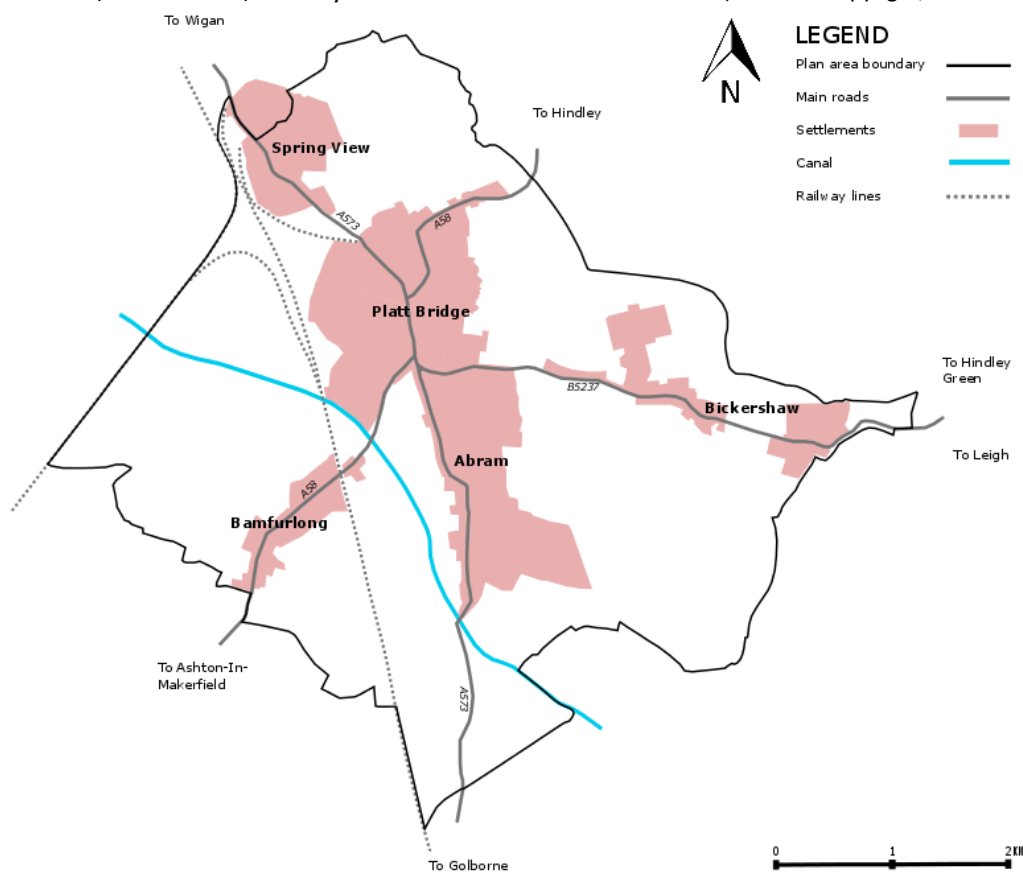 To Wigan
LEGEND
Plan area boundary
Main roads
Settlements
Canal
Railway lines
N
To Hindley
Spring View
A573
A58
Platt Bridge
To Hindley
Green
B5237
Bickershaw
To Leigh
Abram
A58
Bamfurlong
To Ashton-In-
Makerfield
A573
0 1 2KM
To Golborne